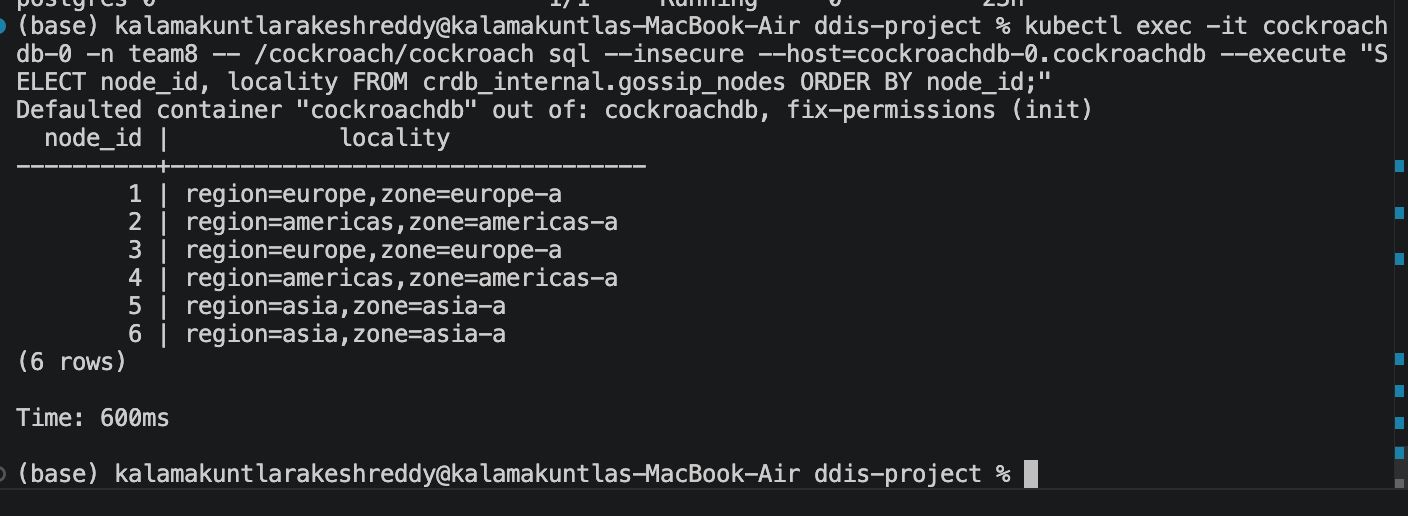 postgres-0 1/1 Running 0 23h
(base) kalamakuntlarakeshreddy@kalamakuntlas-MacBook-Air ddis-project % kubectl exec -it cockroach
db-0 -n team8 -- /cockroach/cockroach sql --insecure --host=cockroachdb-0.cockroachdb --execute "S
ELECT node_id, locality FROM crdb_internal.gossip_nodes ORDER BY node_id;"
Defaulted container "cockroachdb" out of: cockroachdb, fix-permissions (init)
  node_id |            locality
----------+----------------------------------
        1 | region=europe,zone=europe-a
        2 | region=americas,zone=americas-a
        3 | region=europe,zone=europe-a
        4 | region=americas,zone=americas-a
        5 | region=asia,zone=asia-a
        6 | region=asia,zone=asia-a
(6 rows)
Time: 600ms
(base) kalamakuntlarakeshreddy@kalamakuntlas-MacBook-Air ddis-project %